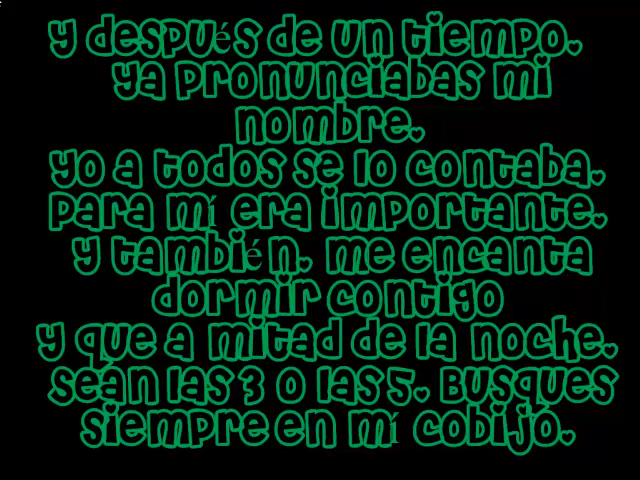 y después de un tiempo.
ya pronunciabas mi
nombre.
yo a todos se lo contaba.
para mí era importante.
y también. me encanta
dormir contigo
y que a mitad de la noche.
sean las 3 o las 5. Busques
siempre en mí cobijó.